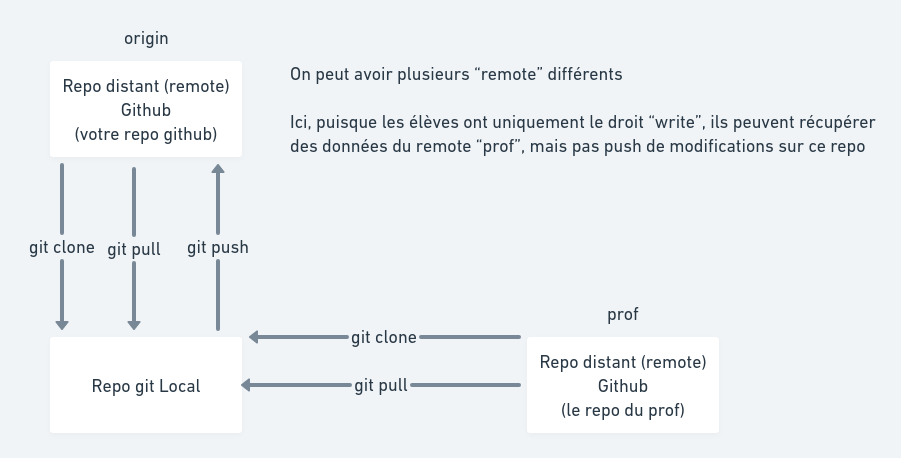 origin
Repo distant (remote)
Github
(votre repo github)
On peut avoir plusieurs “remote” différents
Ici, puisque les élèves ont uniquement le droit “write”, ils peuvent récupérer
des données du remote “prof”, mais pas push de modifications sur ce repo
git clone
git pull
git push
Repo git Local
git clone
git pull
prof
Repo distant (remote)
Github
(le repo du prof)